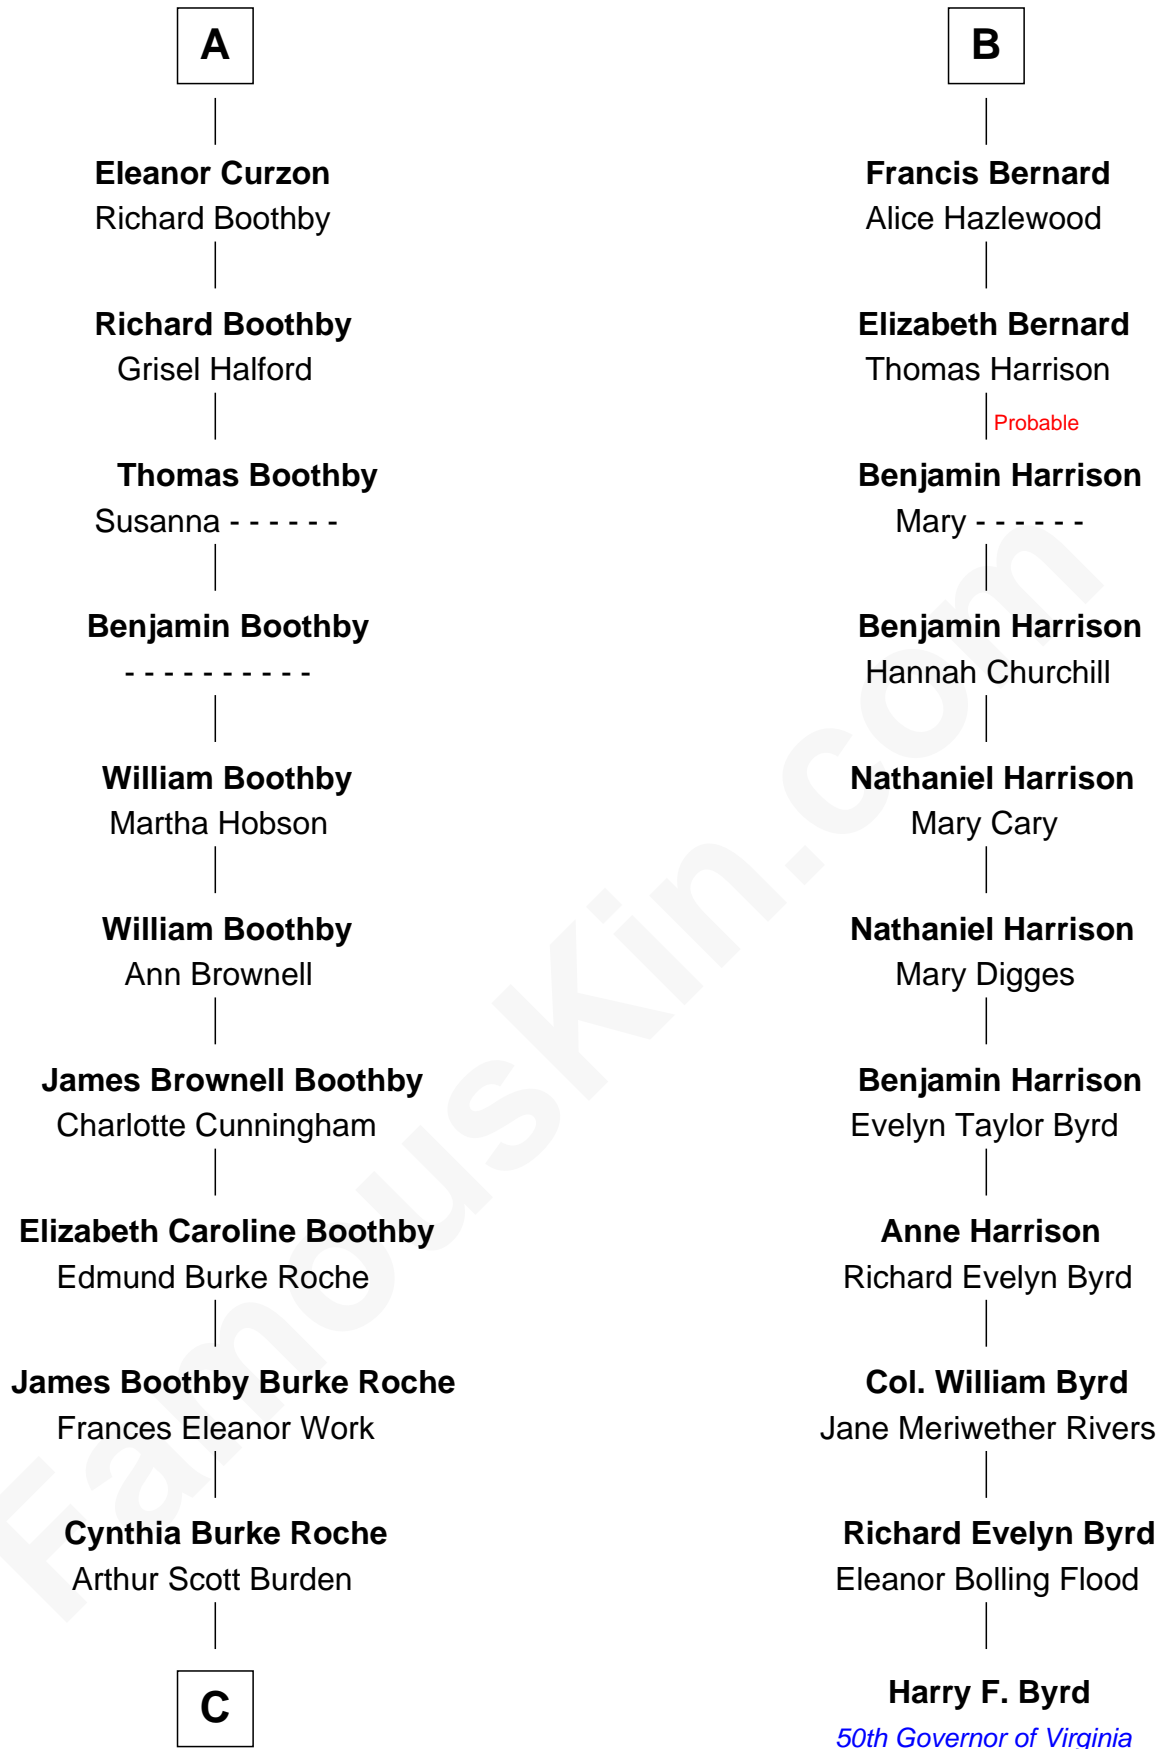 A
Eleanor Curzon
Richard Boothby
Richard Boothby
Grisel Halford
Thomas Boothby
Susanna - - - - - -
Benjamin Boothby
- - - - - - - - - -
William Boothby
Martha Hobson
William Boothby
Ann Brownell
James Brownell Boothby
Charlotte Cunningham
Elizabeth Caroline Boothby
Edmund Burke Roche
James Boothby Burke Roche
Frances Eleanor Work
Cynthia Burke Roche
Arthur Scott Burden
C
B
Francis Bernard
Alice Hazlewood
Elizabeth Bernard
Thomas Harrison
Probable
Benjamin Harrison
Mary - - - - - -
Benjamin Harrison
Hannah Churchill
Nathaniel Harrison
Mary Cary
Nathaniel Harrison
Mary Digges
Benjamin Harrison
Evelyn Taylor Byrd
Anne Harrison
Richard Evelyn Byrd
Col. William Byrd
Jane Meriwether Rivers
Richard Evelyn Byrd
Eleanor Bolling Flood
Harry F. Byrd
50th Governor of Virginia
FamousKin.com